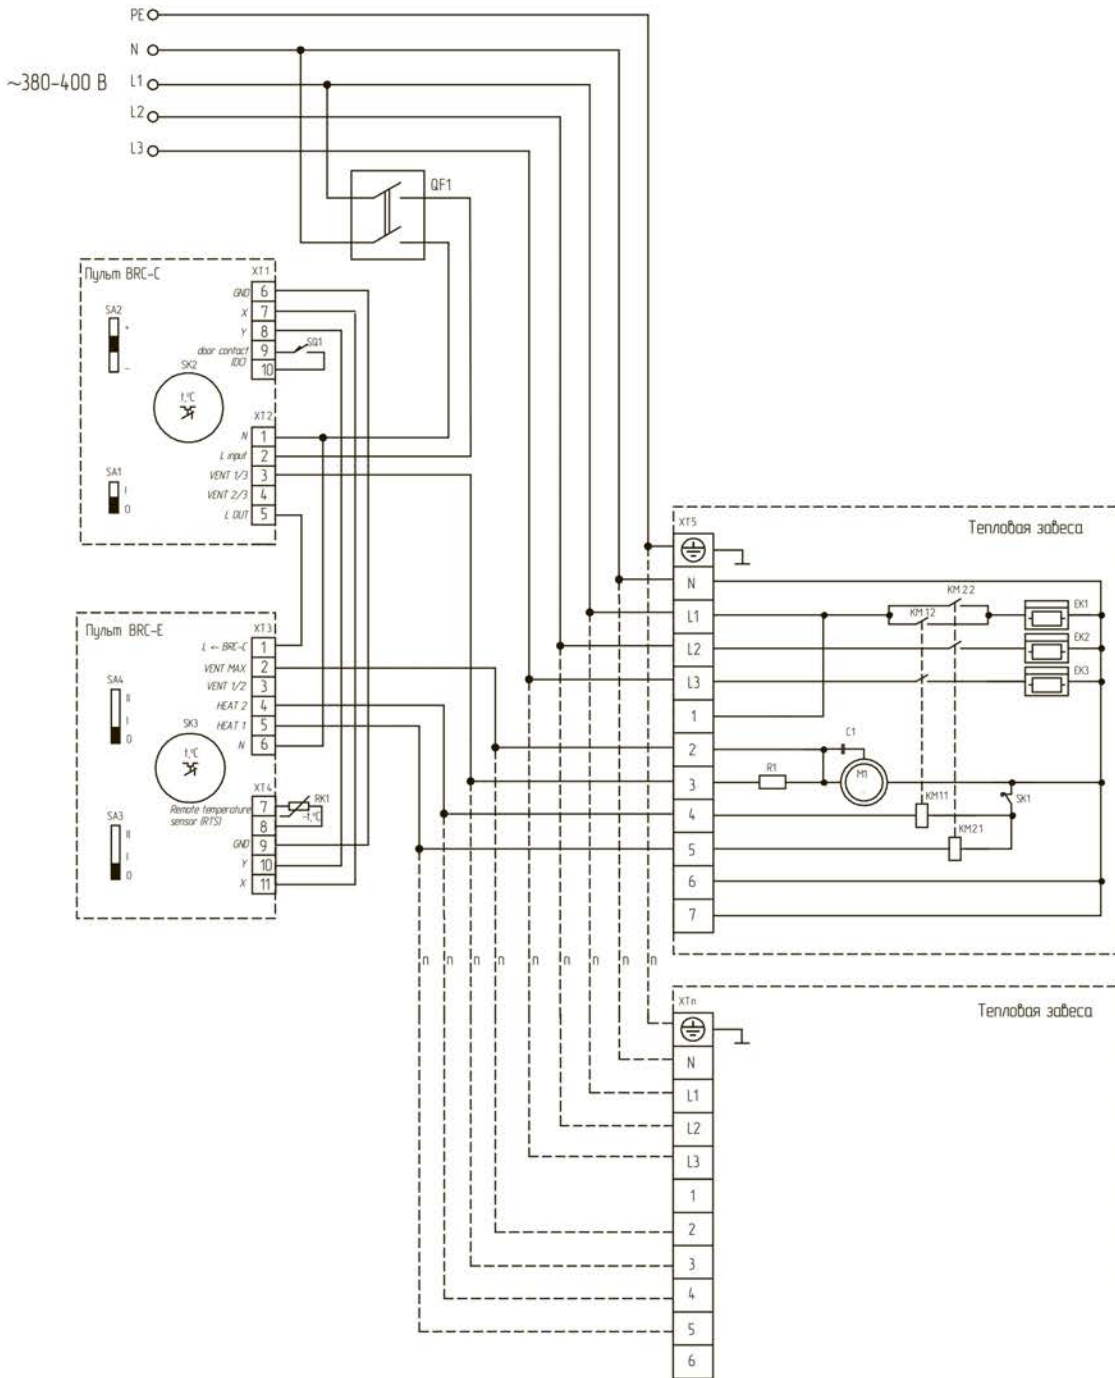 PE
N
~380-400 В
L1
L2
L3
QF1
Пульт BRC-C
XT1
GND 6
X 7
SA2
+
Y 8
door contact (DC)
9
10
SQ1
-
SK2
t,°C
XT2
N 1
L input 2
VENT 1/3 3
VENT 2/3 4
L OUT 5
SA1
I
0
Пульт BRC-E
XT3
L ← BRC-C 1
VENT MAX 2
VENT 1/2 3
HEAT 2 4
HEAT 1 5
N 6
SA4
II
I
0
SK3
t,°C
XT4
Remote temperature
sensor (RTS)
7
8
RK1
-t,°C
GND 9
Y 10
X 11
SA3
II
I
0
XT5
Тепловая завеса
N
L1
L2
L3
1
2
3
4
5
6
7
KM22
KM12
EK1
EK2
EK3
C1
R1
M1
KM11
SK1
KM21
n n n n n n n n n
XTn
Тепловая завеса
N
L1
L2
L3
1
2
3
4
5
6